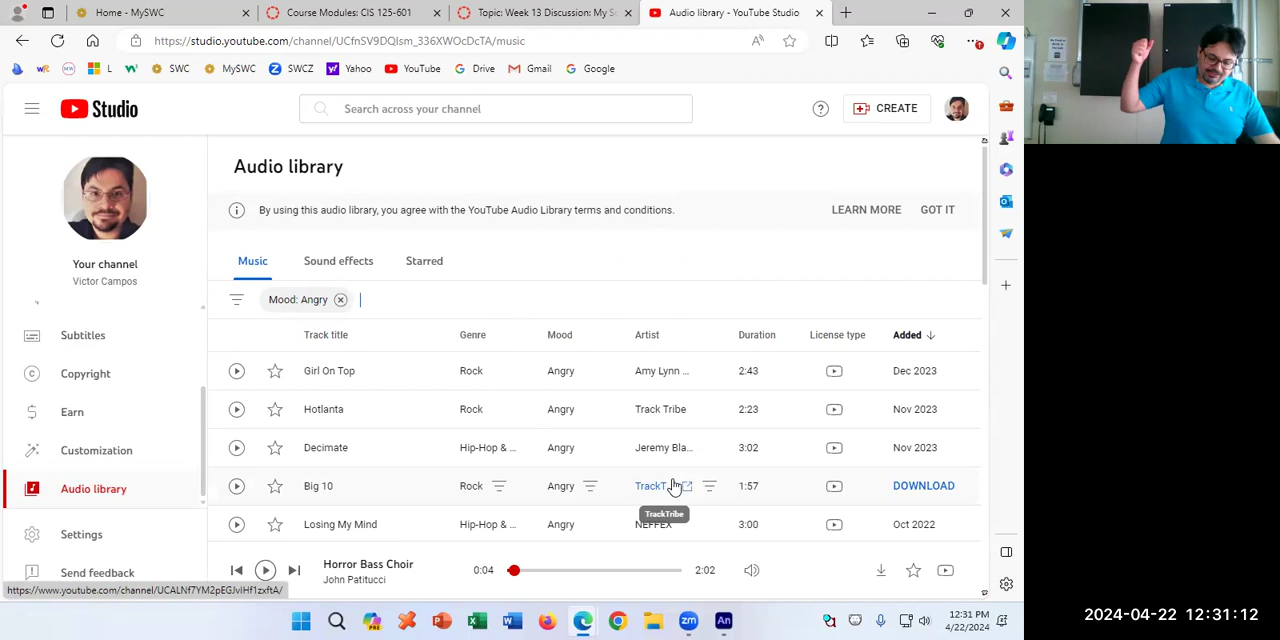 Home - MySWC
Course Modules: CIS 125-601
Topic: Week 13 Discussion: My Sc
Audio library - YouTube Studio
https://studio.youtube.com/channel/UCfhSV9DQIsm_336XWOcDcTA/music
L
SWC
MySWC
SWCZ
Yahoo
YouTube
Drive
Gmail
Google
Studio
Search across your channel
CREATE
Audio library
By using this audio library, you agree with the YouTube Audio Library terms and conditions.
LEARN MORE
GOT IT
Your channel
Victor Campos
Music
Sound effects
Starred
Mood: Angry
Subtitles
Copyright
Earn
Customization
Audio library
Settings
Send feedback
Track title Genre Mood Artist Duration License type Added
Girl On Top Rock Angry Amy Lynn ... 2:43 Dec 2023
Hotlanta Rock Angry Track Tribe 2:23 Nov 2023
Decimate Hip-Hop & ... Angry Jeremy Bla... 3:02 Nov 2023
Big 10 Rock Angry TrackT 1:57 DOWNLOAD
TrackTribe
Losing My Mind Hip-Hop & ... Angry NEFFEX 3:00 Oct 2022
Horror Bass Choir
John Patitucci
0:04
2:02
12:31 PM
4/22/2024
2024-04-22 12:31:12